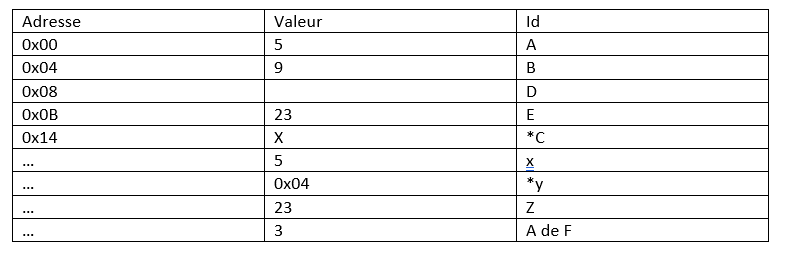 Adresse Valeur Id
0x00 5 A
0x04 9 B
0x08 D
0x0B 23 E
0x14 X *C
... 5 x
... 0x04 *y
... 23 Z
... 3 A de F